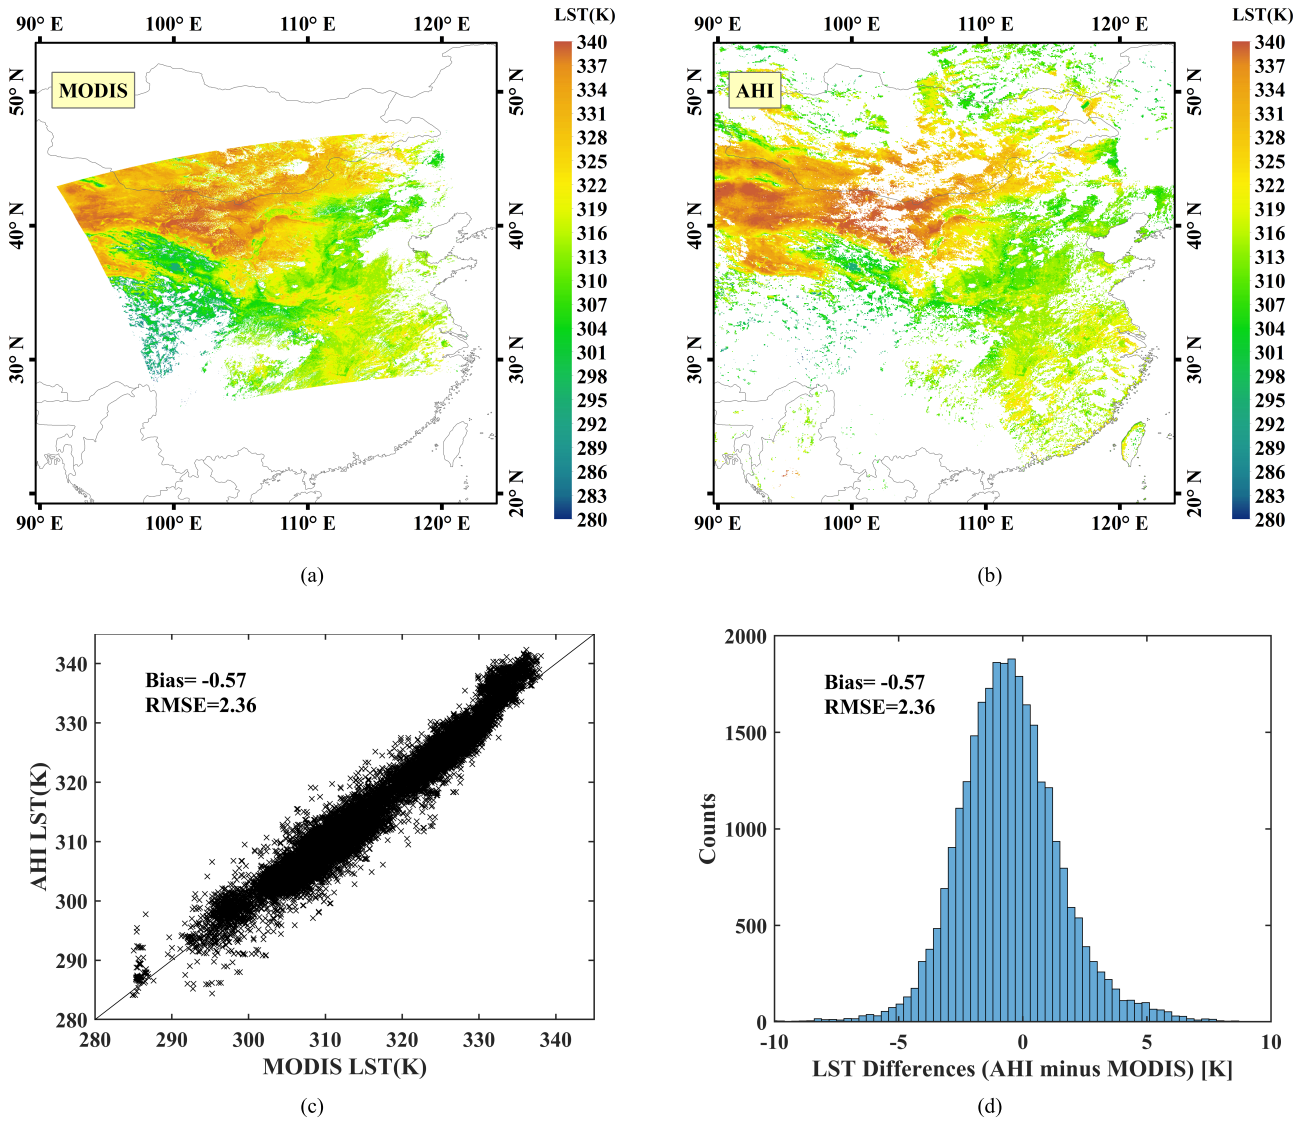 90° E 100° E 110° E 120° E LST(K)
MODIS
50° N 50° N
40° N 40° N
30° N 30° N
20° N
90° E 100° E 110° E 120° E
340
337
334
331
328
325
322
319
316
313
310
307
304
301
298
295
292
289
286
283
280
(a)
90° E 100° E 110° E 120° E LST(K)
AHI
50° N 50° N
40° N 40° N
30° N 30° N
20° N
90° E 100° E 110° E 120° E
340
337
334
331
328
325
322
319
316
313
310
307
304
301
298
295
292
289
286
283
280
(b)
Bias= -0.57
RMSE=2.36
AHI LST(K)
340
330
320
310
300
290
280
280 290 300 310 320 330 340
MODIS LST(K)
(c)
Bias= -0.57
RMSE=2.36
Counts
2000
1500
1000
500
0
-10 -5 0 5 10
LST Differences (AHI minus MODIS) [K]
(d)